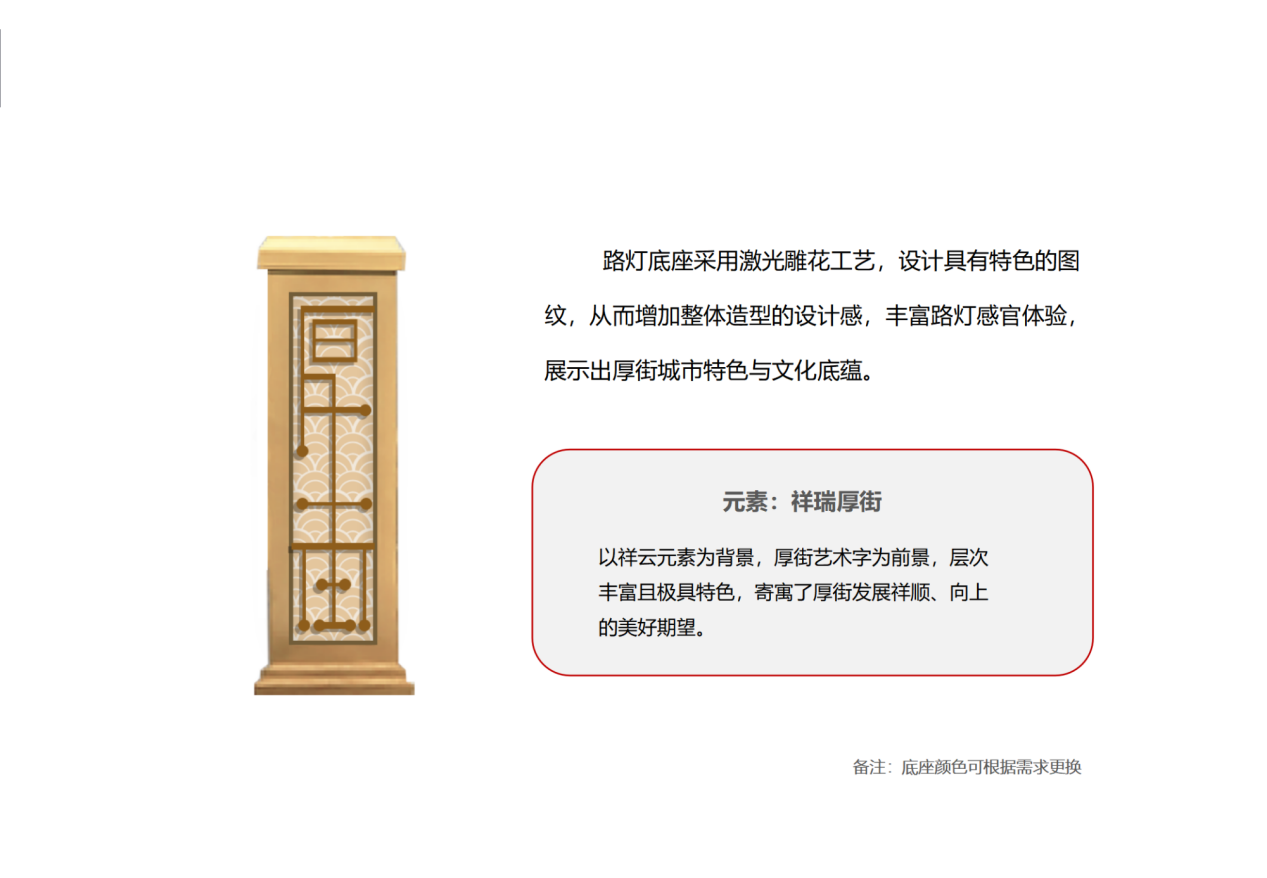 路灯底座采用激光雕花工艺，设计具有特色的图
纹，从而增加整体造型的设计感，丰富路灯感官体验，
展示出厚街城市特色与文化底蕴。
元素：祥瑞厚街
以祥云元素为背景，厚街艺术字为前景，层次
丰富且极具特色，寄寓了厚街发展祥顺、向上
的美好期望。
备注：底座颜色可根据需求更换